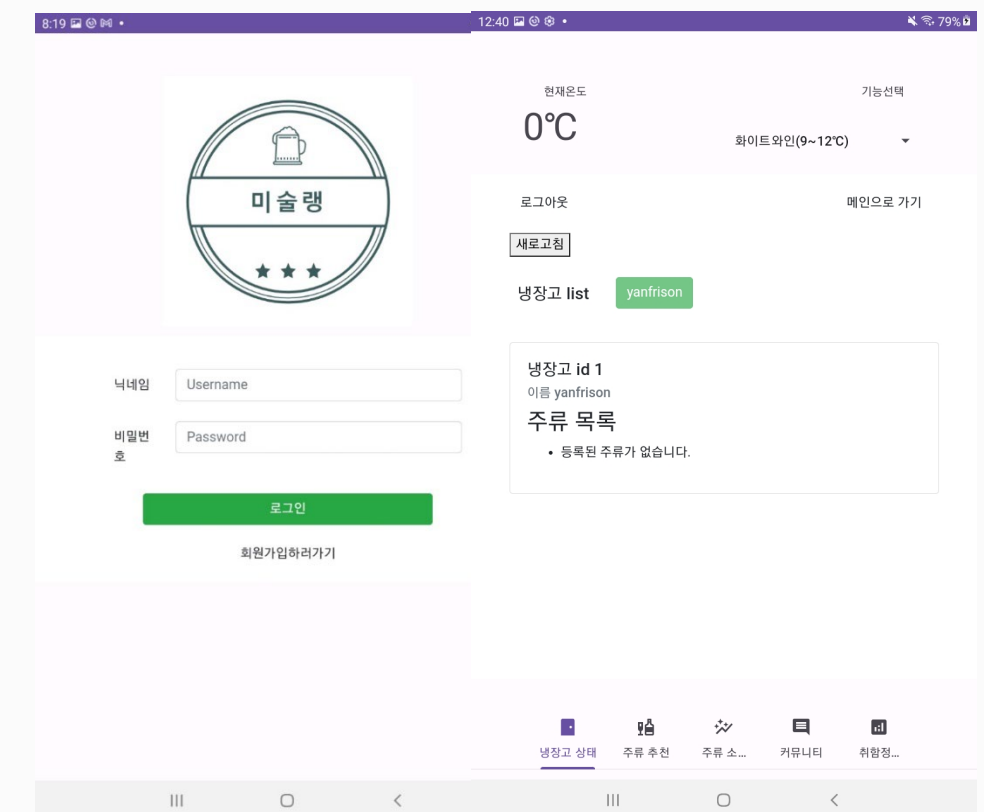 8:19
미술랭
닉네임
Username
비밀번
호
Password
로그인
회원가입하러가기
12:40
79%
현재온도
기능선택
0℃
화이트와인(9~12℃)
로그아웃
메인으로 가기
새로고침
냉장고 list
yanfrison
냉장고 id 1
이름 yanfrison
주류 목록
• 등록된 주류가 없습니다.
냉장고 상태
주류 추천
주류 소...
커뮤니티
취합정...